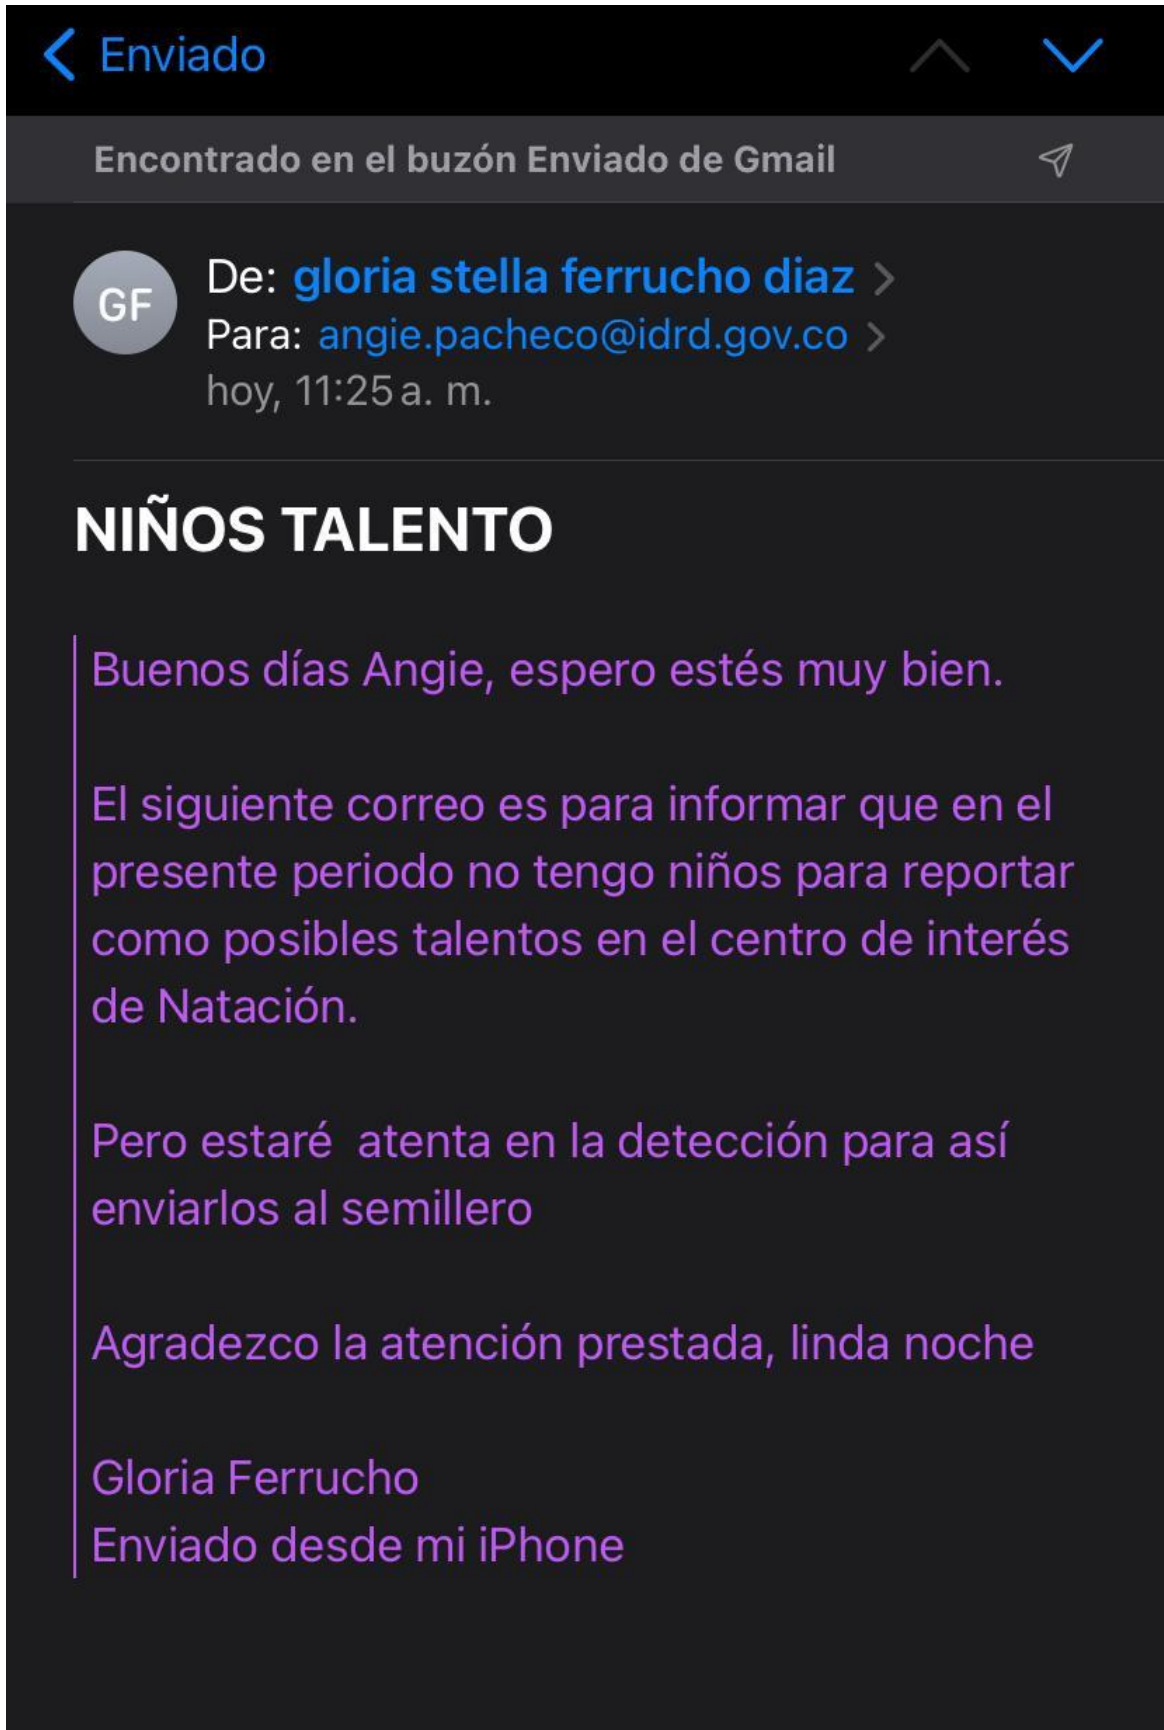 Enviado
Encontrado en el buzón Enviado de Gmail
GF
De: gloria stella ferrucho diaz
Para: angie.pacheco@idrd.gov.co
hoy, 11:25 a. m.
NIÑOS TALENTO
Buenos días Angie, espero estés muy bien.
El siguiente correo es para informar que en el
presente periodo no tengo niños para reportar
como posibles talentos en el centro de interés
de Natación.
Pero estaré  atenta en la detección para así
enviarlos al semillero
Agradezco la atención prestada, linda noche
Gloria Ferrucho
Enviado desde mi iPhone